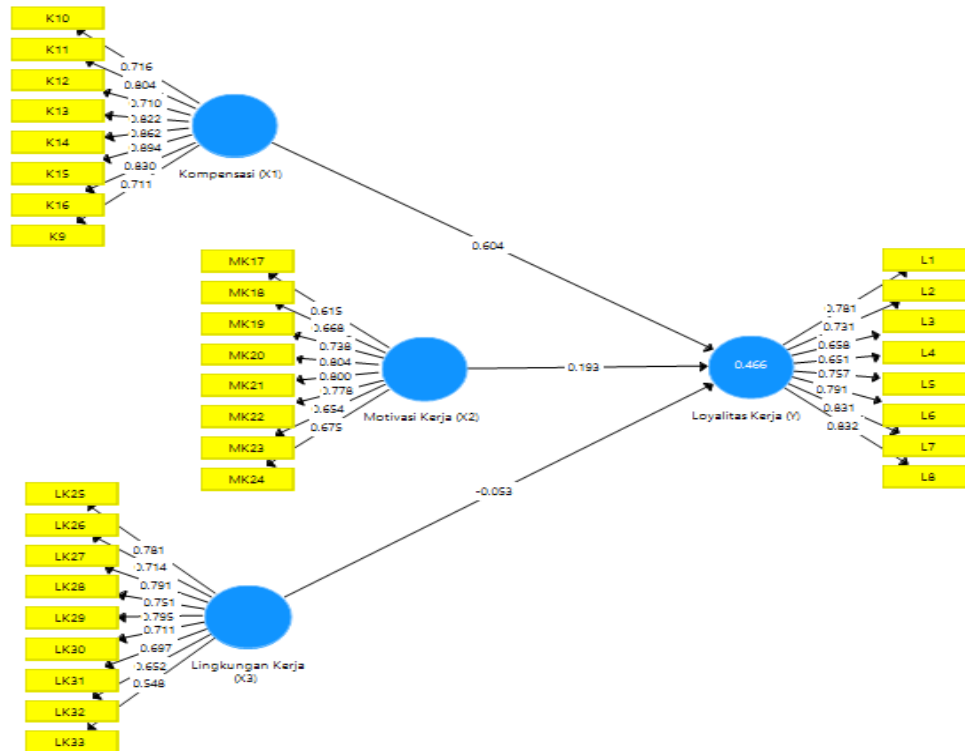 K10
K11
K12
K13
K14
K15
K16
K9
0.716
0.804
0.710
0.822
0.862
0.894
0.830
0.711
Kompensasi (X1)
0.604
MK17
MK18
MK19
MK20
MK21
MK22
MK23
MK24
0.615
0.668
0.738
0.804
0.800
0.778
0.654
0.675
Motivasi Kerja (X2)
0.193
LK25
LK26
LK27
LK28
LK29
LK30
LK31
LK32
LK33
0.781
0.714
0.791
0.751
0.795
0.711
0.697
0.652
0.548
Lingkungan Kerja
(X3)
-0.053
0.466
Loyalitas Kerja (Y)
0.781
0.731
0.658
0.651
0.757
0.791
0.831
0.832
L1
L2
L3
L4
L5
L6
L7
L8